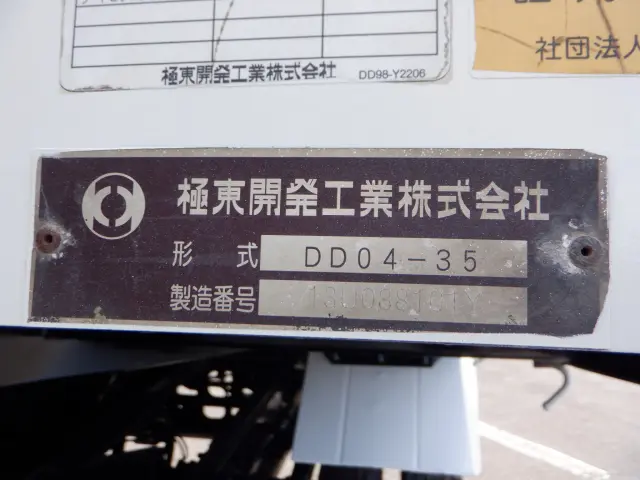 極東開発工業株式会社 DD98-Y2206
社団法人
極東開発工業株式会社
形式 DD04-35
製造番号